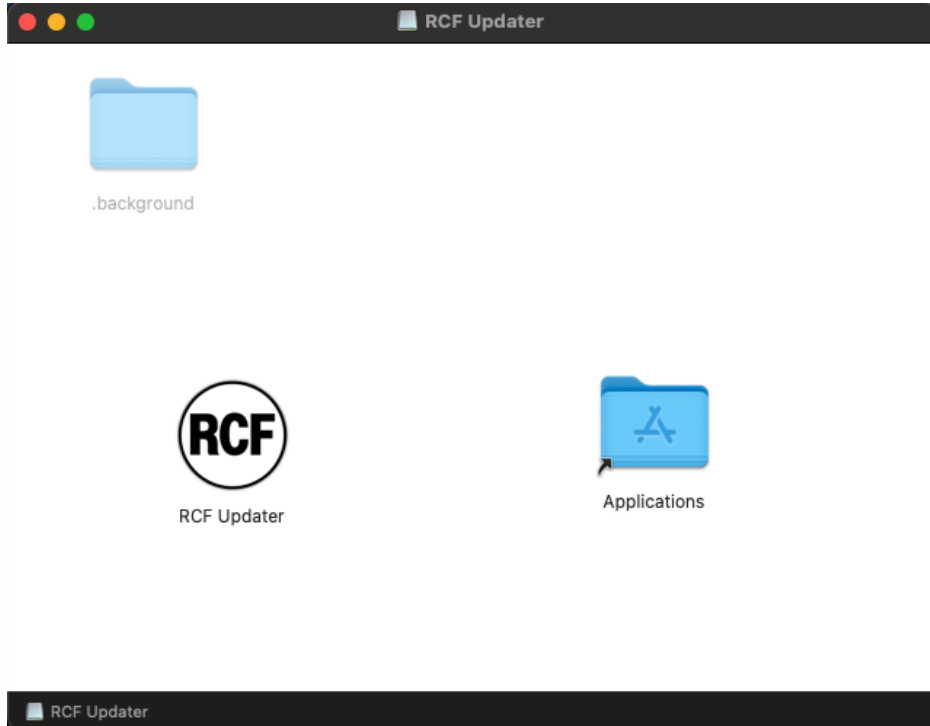 RCF Updater
.background
RCF
RCF Updater
Applications
RCF Updater